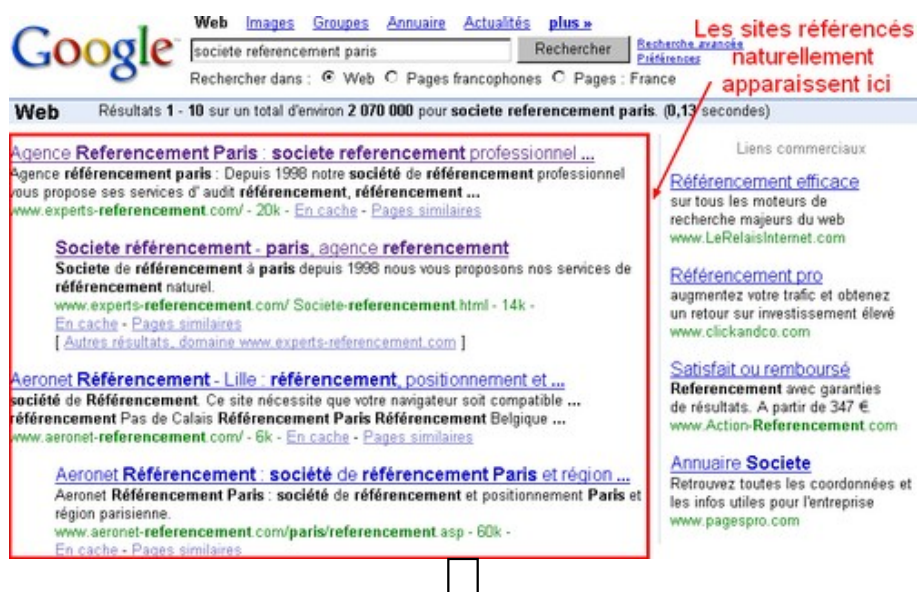 Web Images Groupes Annuaire Actualités plus »
Google
societe referencement paris Rechercher Recherche avancée
Préférences
Rechercher dans : Web Pages francophones Pages : France
Les sites référencés
naturellement
apparaissent ici
Web Résultats 1 - 10 sur un total d'environ 2 070 000 pour societe referencement paris. (0,13 secondes)
Agence Referencement Paris : societe referencement professionnel ...
Agence référencement paris : Depuis 1998 notre société de référencement professionnel
vous propose ses services d' audit référencement, référencement ...
www.experts-referencement.com/ - 20k - En cache - Pages similaires
Societe référencement - paris, agence referencement
Societe de référencement à paris depuis 1998 nous vous proposons nos services de
référencement naturel.
www.experts-referencement.com/ Societe-referencement.html - 14k -
En cache - Pages similaires
[ Autres résultats, domaine www.experts-referencement.com ]
Aeronet Référencement - Lille : référencement, positionnement et ...
société de Référencement. Ce site nécessite que votre navigateur soit compatible ...
référencement Pas de Calais Référencement Paris Référencement Belgique ...
www.aeronet-referencement.com/ - 6k - En cache - Pages similaires
Aeronet Référencement : société de référencement Paris et région ...
Aeronet Référencement Paris : société de référencement et positionnement Paris et
région parisienne.
www.aeronet-referencement.com/paris/referencement.asp - 60k -
En cache - Pages similaires
Liens commerciaux
Référencement efficace
sur tous les moteurs de
recherche majeurs du web
www.LeRelaisInternet.com
Référencement pro
augmentez votre trafic et obtenez
un retour sur investissement élevé
www.clickandco.com
Satisfait ou remboursé
Referencement avec garanties
de résultats. A partir de 347 €
www.Action-Referencement.com
Annuaire Societe
Retrouvez toutes les coordonnées et
les infos utiles pour l'entreprise
www.pagespro.com